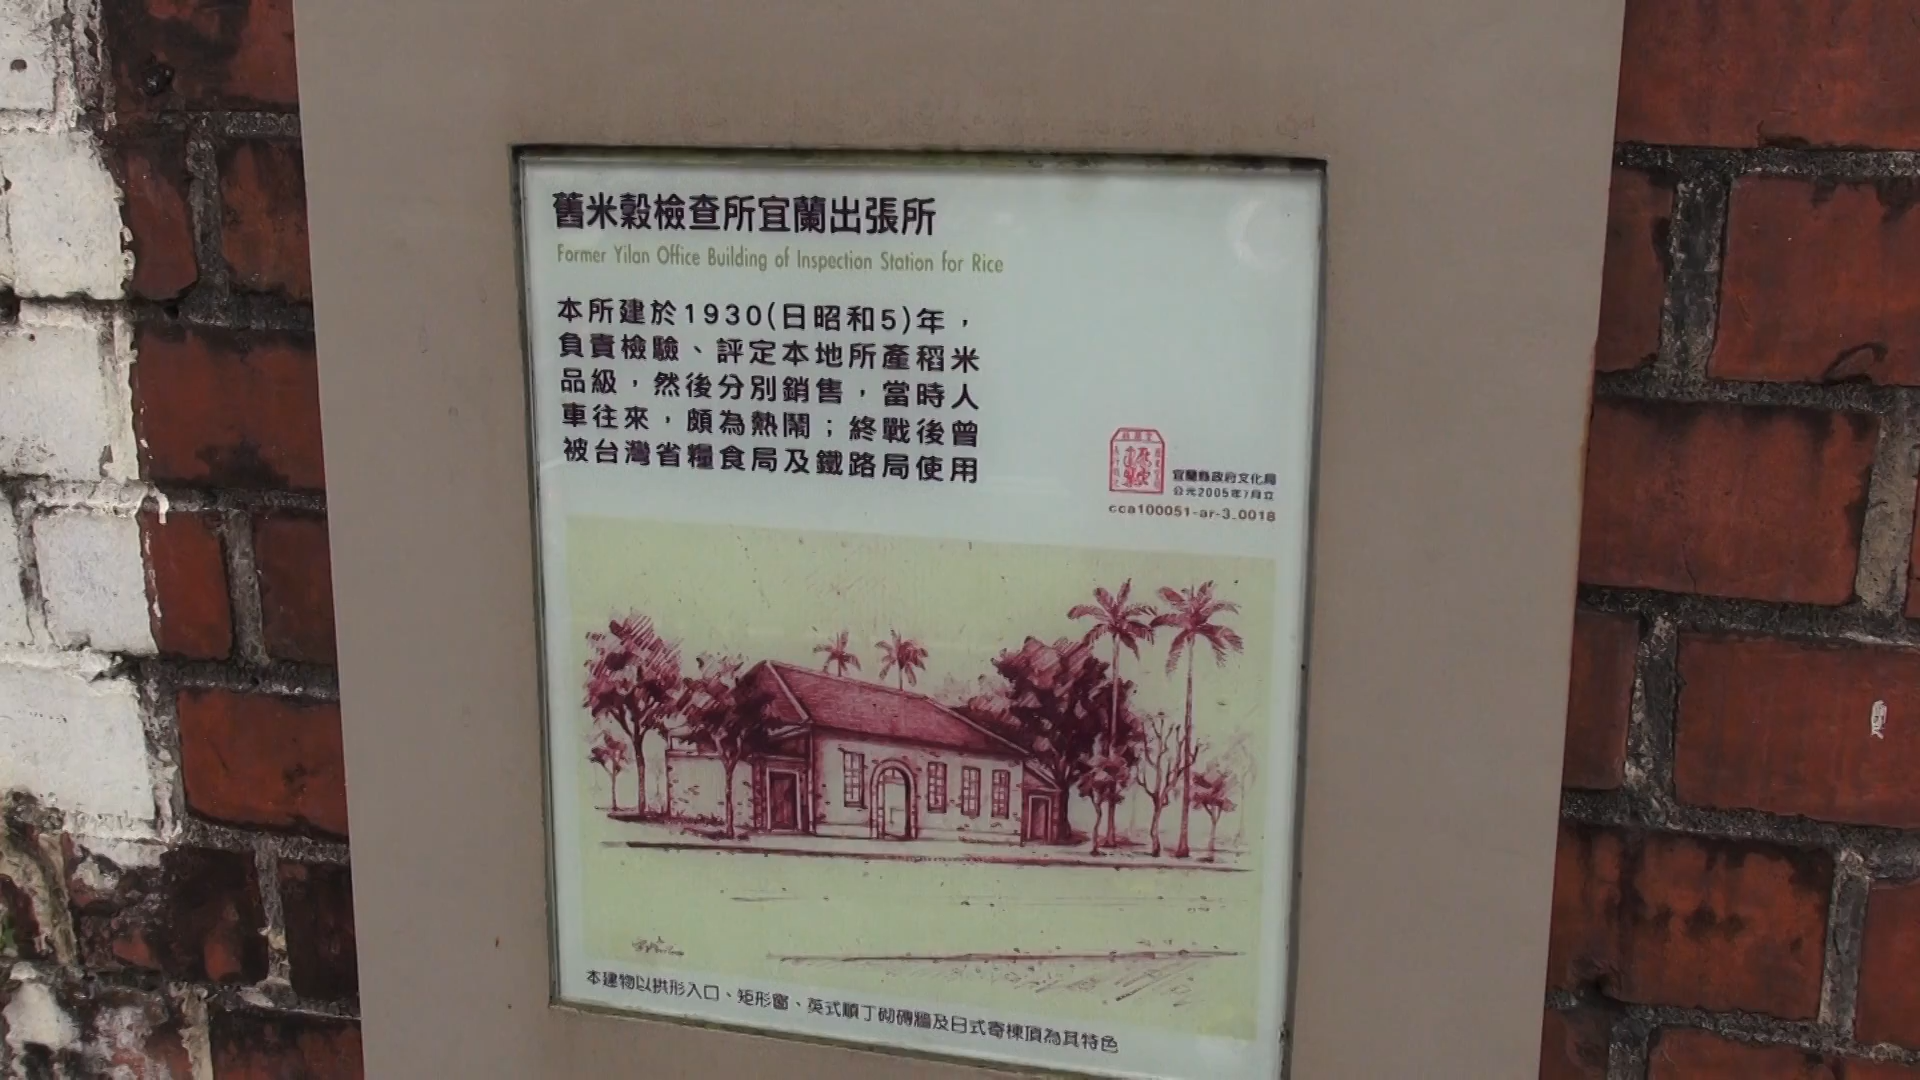 舊米穀檢查所宜蘭出張所
Former Yilan Office Building of Inspection Station for Rice
本所建於1930(日昭和5)年，
負責檢驗、評定本地所產稻米
品級，然後分別銷售，當時人
車往來，頗為熱鬧；終戰後曾
被台灣省糧食局及鐵路局使用
宜蘭縣政府文化局
公元2005年7月立
cca100051-ar-3_0018
本建物以拱形入口、矩形窗、英式順丁砌磚牆及日式寄棟頂為其特色